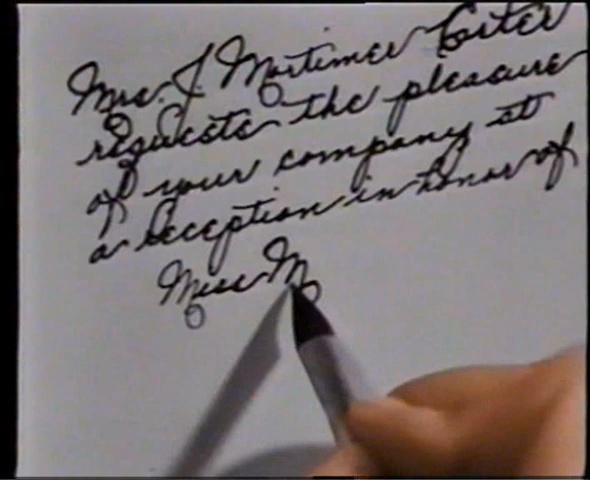 Mrs. J. Mortimer Carter
requests the pleasure
of your company at
a Reception in honor of
Miss M